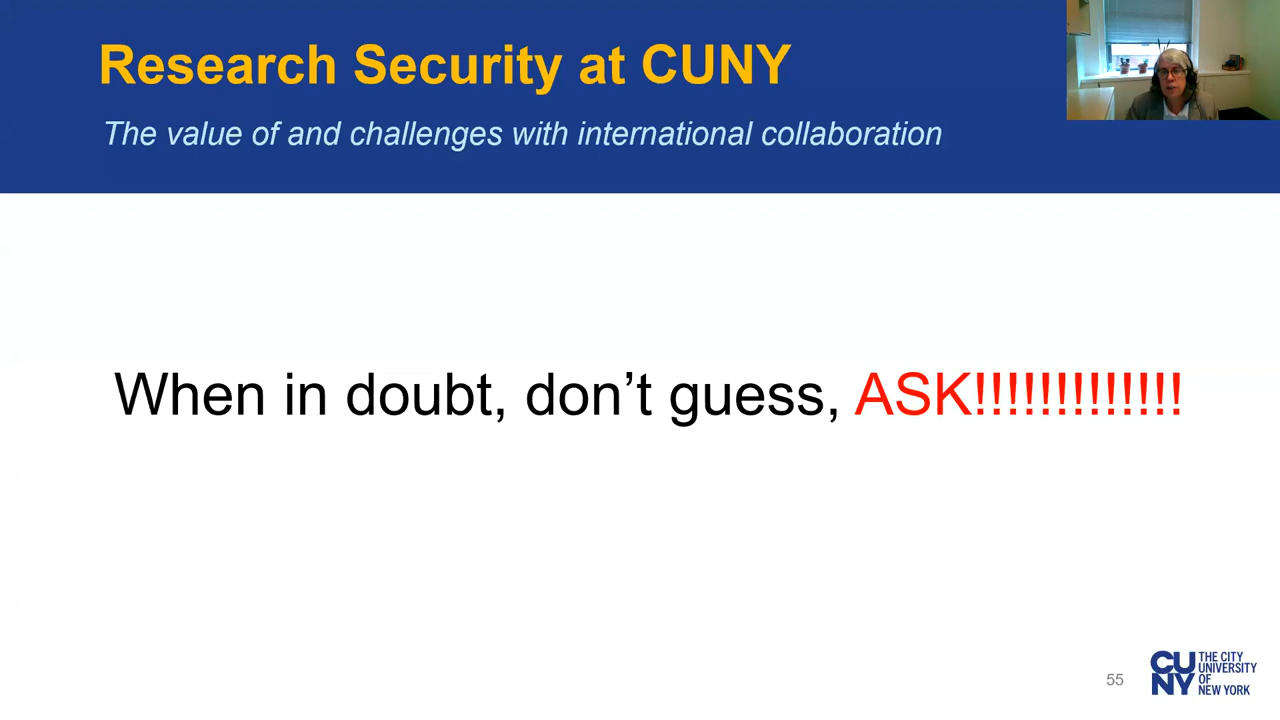 Research Security at CUNY
The value of and challenges with international collaboration
When in doubt, don’t guess, ASK!!!!!!!!!!!!!
55
CU
NY
THE CITY
UNIVERSITY
OF
NEW YORK